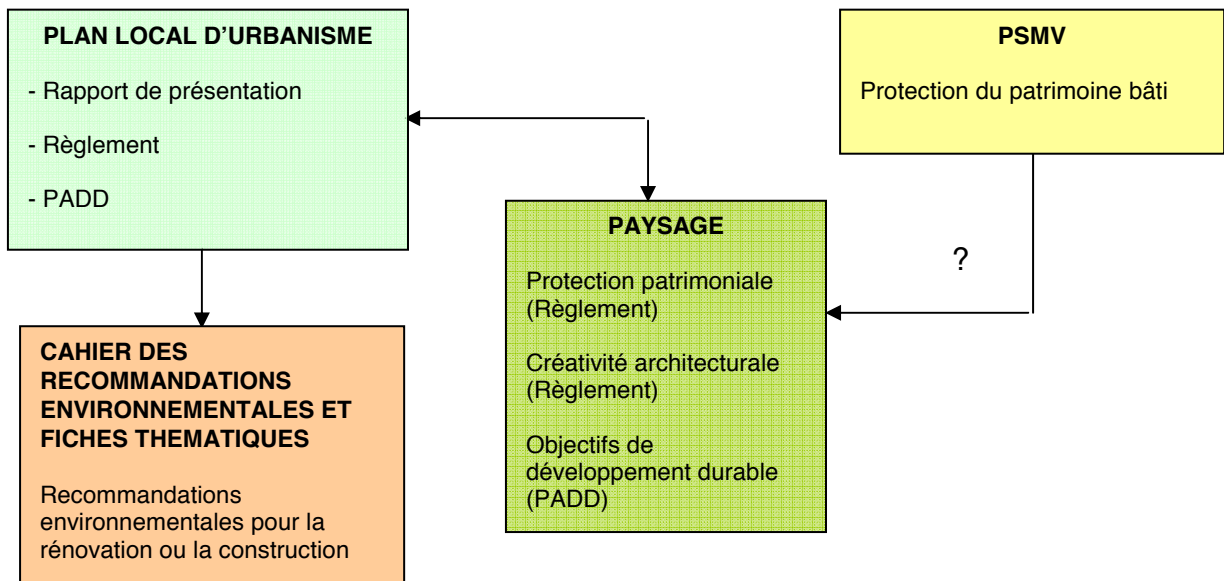 PLAN LOCAL D’URBANISME
- Rapport de présentation
- Règlement
- PADD
PSMV
Protection du patrimoine bâti
PAYSAGE
Protection patrimoniale
(Règlement)
Créativité architecturale
(Règlement)
Objectifs de
développement durable
(PADD)
?
CAHIER DES
RECOMMANDATIONS
ENVIRONNEMENTALES ET
FICHES THEMATIQUES
Recommandations
environnementales pour la
rénovation ou la construction